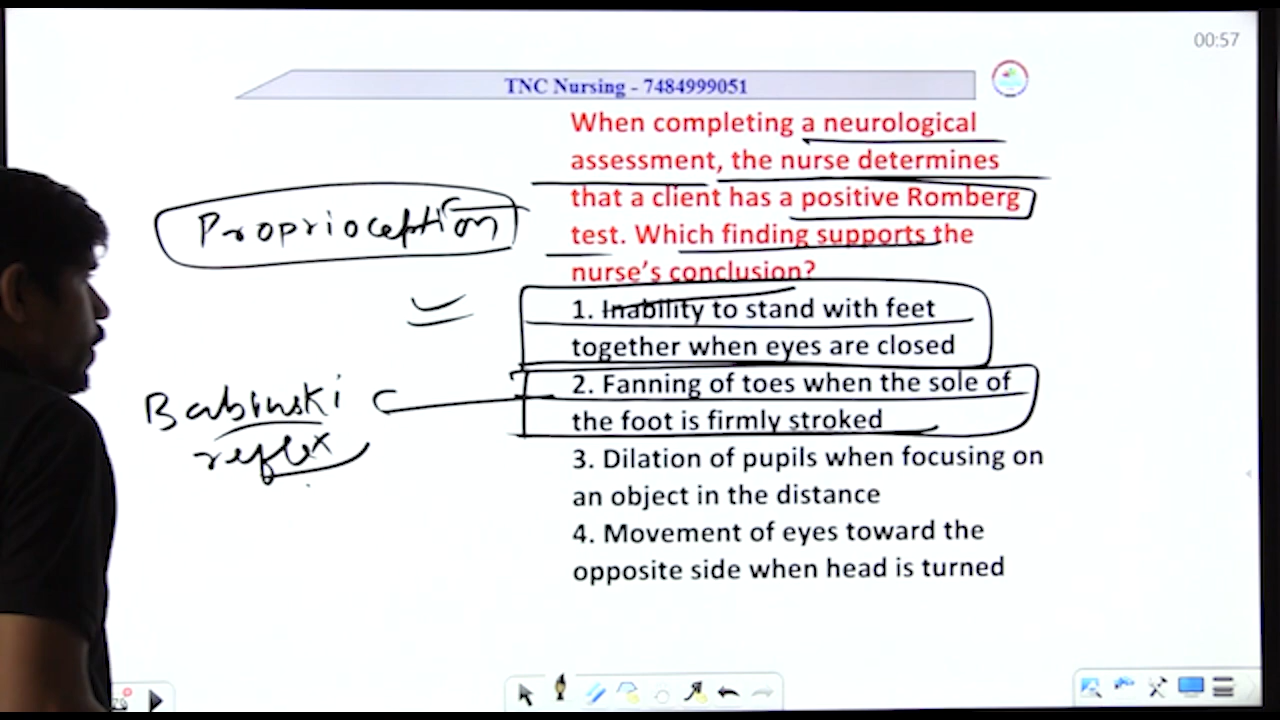 00:57
TNC Nursing - 7484999051
When completing a neurological
assessment, the nurse determines
that a client has a positive Romberg
test. Which finding supports the
nurse's conclusion?
1. Inability to stand with feet
together when eyes are closed
2. Fanning of toes when the sole of
the foot is firmly stroked
3. Dilation of pupils when focusing on
an object in the distance
4. Movement of eyes toward the
opposite side when head is turned
Proprioception
Babinski
reflex